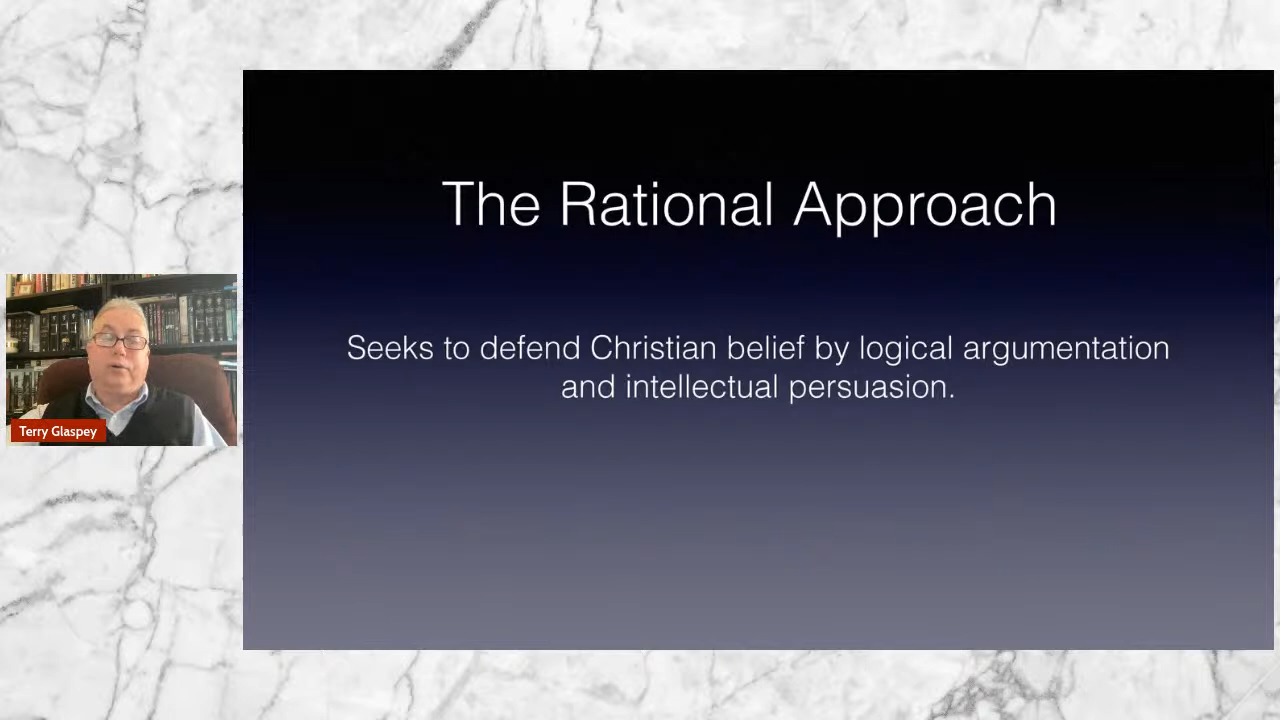 The Rational Approach
Seeks to defend Christian belief by logical argumentation
and intellectual persuasion.
Terry Glaspey